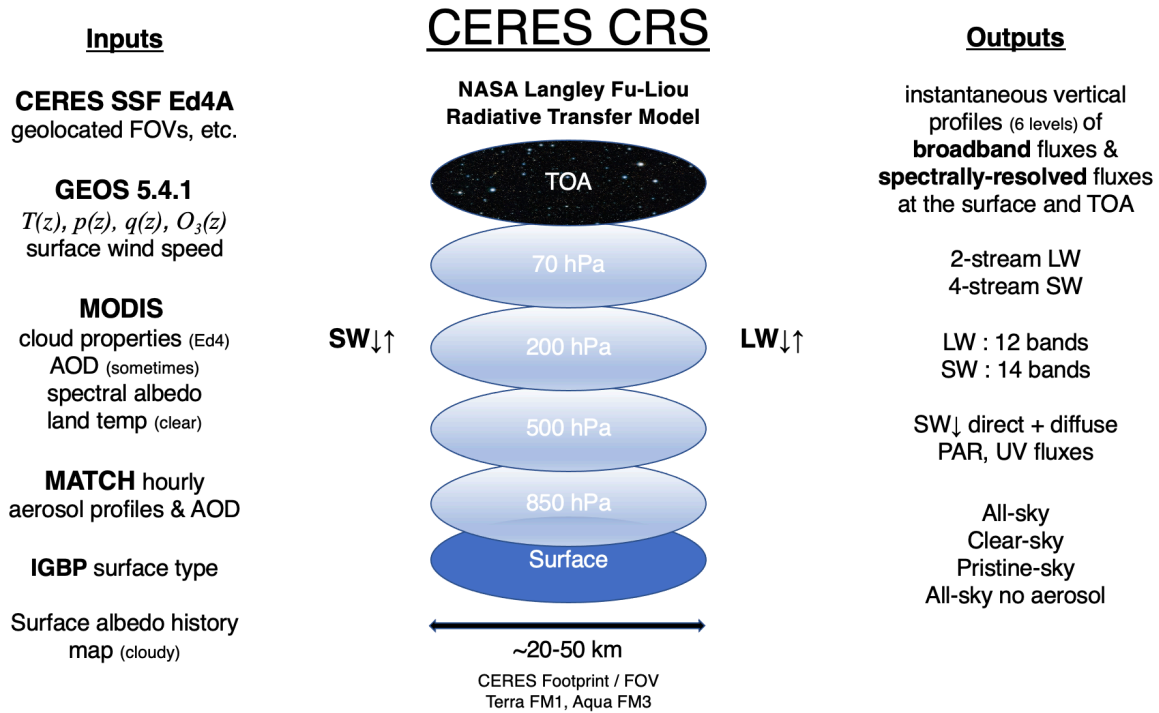 CERES CRS
Inputs
CERES SSF Ed4A
geolocated FOVs, etc.
GEOS 5.4.1
T(z), p(z), q(z), O₃(z)
surface wind speed
MODIS
cloud properties (Ed4)
AOD (sometimes)
spectral albedo
land temp (clear)
MATCH hourly
aerosol profiles & AOD
IGBP surface type
Surface albedo history
map (cloudy)
NASA Langley Fu-Liou
Radiative Transfer Model
TOA
70 hPa
SW↓↑
200 hPa
LW↓↑
500 hPa
850 hPa
Surface
~20-50 km
CERES Footprint / FOV
Terra FM1, Aqua FM3
Outputs
instantaneous vertical
profiles (6 levels) of
broadband fluxes &
spectrally-resolved fluxes
at the surface and TOA
2-stream LW
4-stream SW
LW : 12 bands
SW : 14 bands
SW↓ direct + diffuse
PAR, UV fluxes
All-sky
Clear-sky
Pristine-sky
All-sky no aerosol